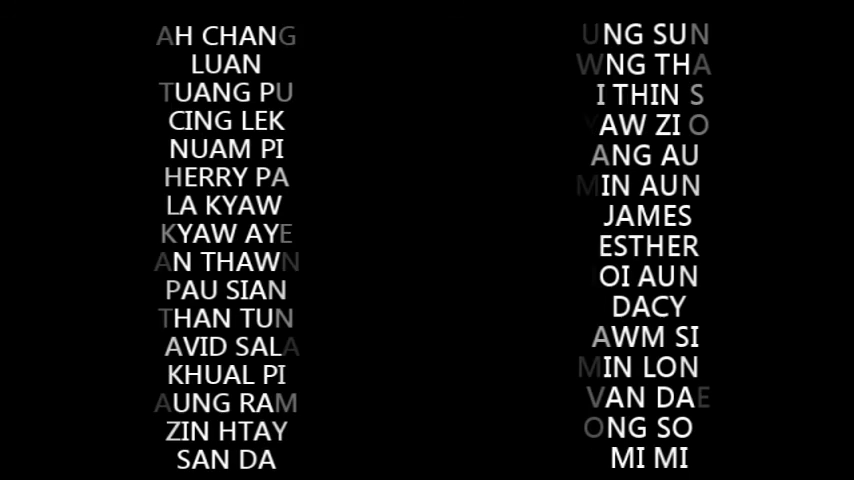 AH CHANG
LUAN
TUANG PU
CING LEK
NUAM PI
HERRY PA
LA KYAW
KYAW AYE
AN THAWN
PAU SIAN
THAN TUN
AVID SALA
KHUAL PI
AUNG RAM
ZIN HTAY
SAN DA
UNG SUN
WNG THA
I THIN S
YAW ZI O
ANG AU
MIN AUN
JAMES
ESTHER
OI AUN
DACY
AWM SI
MIN LON
VAN DAE
ONG SO
MI MI